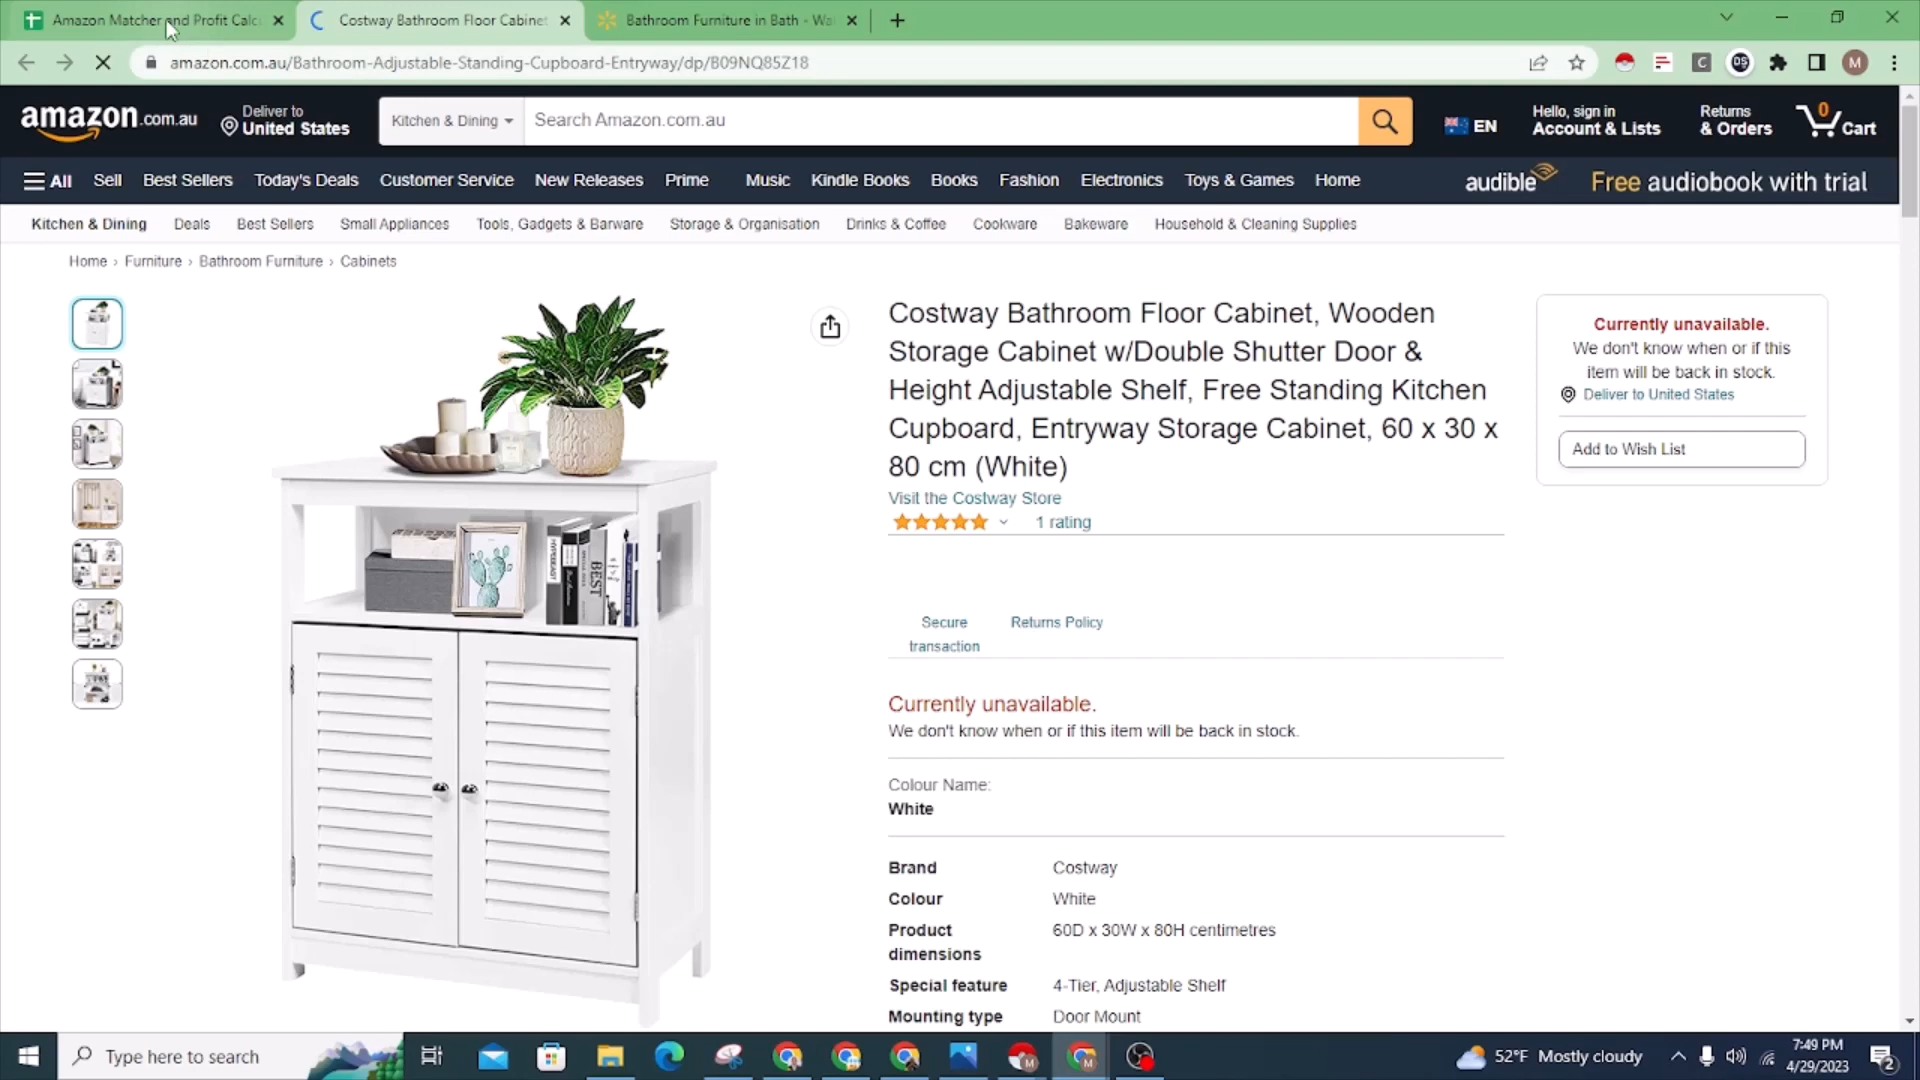 Amazon Matcher and Profit Calc
Costway Bathroom Floor Cabinet
Bathroom Furniture in Bath - Wa
amazon.com.au/Bathroom-Adjustable-Standing-Cupboard-Entryway/dp/B09NQ85Z18
amazon.com.au
Deliver to
United States
Kitchen & Dining
Search Amazon.com.au
EN
Hello, sign in
Account & Lists
Returns
& Orders
0
Cart
All
Sell
Best Sellers
Today's Deals
Customer Service
New Releases
Prime
Music
Kindle Books
Books
Fashion
Electronics
Toys & Games
Home
audible
Free audiobook with trial
Kitchen & Dining
Deals
Best Sellers
Small Appliances
Tools, Gadgets & Barware
Storage & Organisation
Drinks & Coffee
Cookware
Bakeware
Household & Cleaning Supplies
Home › Furniture › Bathroom Furniture › Cabinets
Costway Bathroom Floor Cabinet, Wooden
Storage Cabinet w/Double Shutter Door &
Height Adjustable Shelf, Free Standing Kitchen
Cupboard, Entryway Storage Cabinet, 60 x 30 x
80 cm (White)
Visit the Costway Store
1 rating
Secure
transaction
Returns Policy
Currently unavailable.
We don't know when or if this item will be back in stock.
Colour Name:
White
Brand Costway
Colour White
Product
dimensions
60D x 30W x 80H centimetres
Special feature 4-Tier, Adjustable Shelf
Mounting type Door Mount
Currently unavailable.
We don't know when or if this
item will be back in stock.
Deliver to United States
Add to Wish List
BEST
Type here to search
52°F Mostly cloudy
7:49 PM
4/29/2023
2